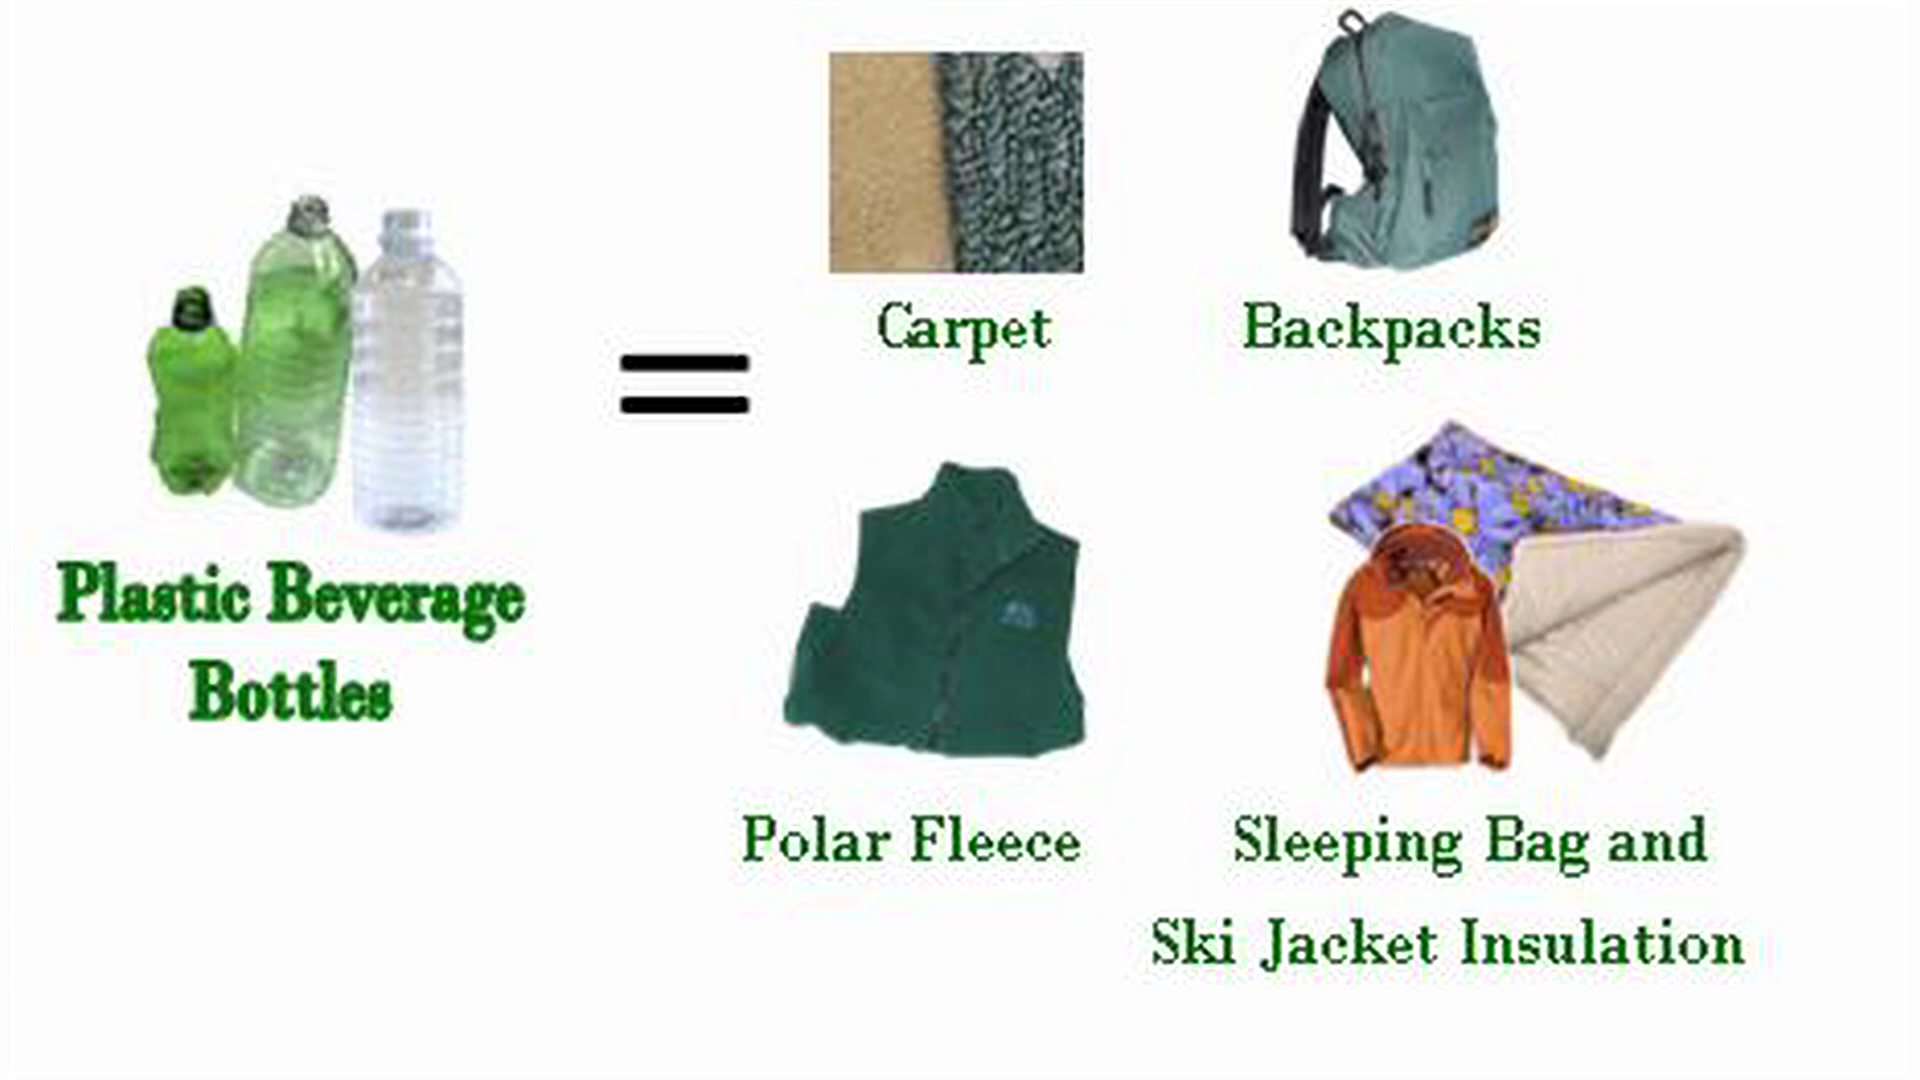 Plastic Beverage
Bottles
=
Carpet
Backpacks
Polar Fleece
Sleeping Bag and
Ski Jacket Insulation